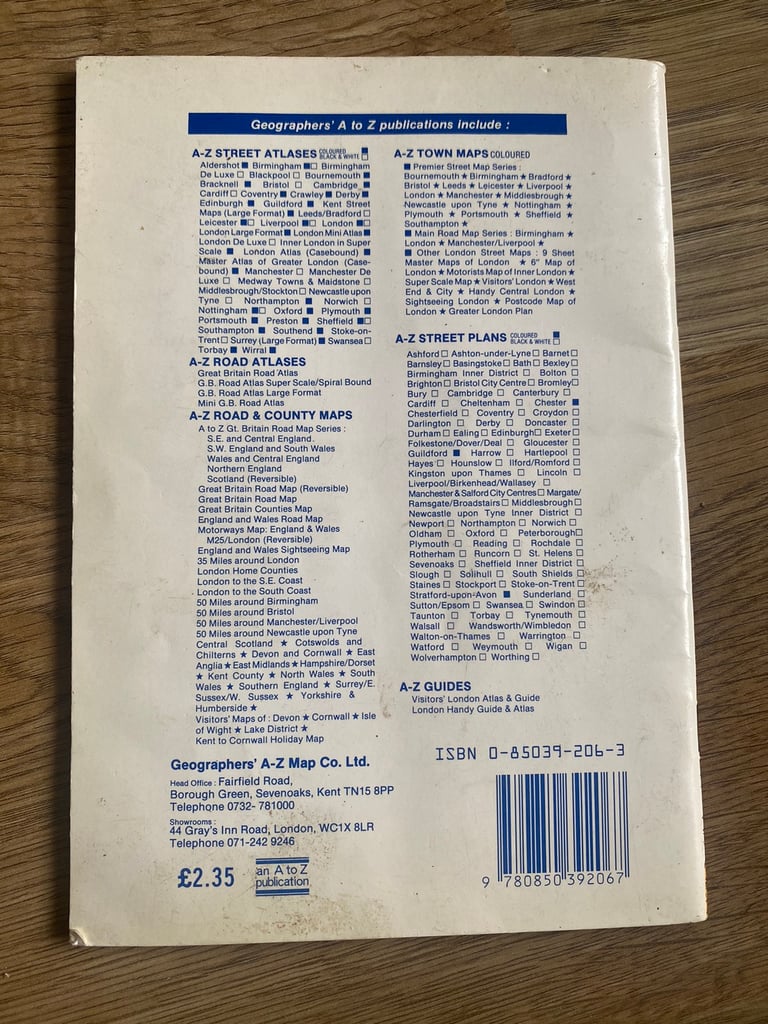 Geographers' A to Z publications include :
A-Z STREET ATLASES COLOURED ■ BLACK & WHITE □
Aldershot ■ Birmingham ■□ Birmingham
De Luxe □ Blackpool □ Bournemouth ■
Bracknell ■ Bristol □ Cambridge ■
Cardiff □ Coventry ■ Crawley ■ Derby ■
Edinburgh ■ Guildford ■ Kent Street
Maps (Large Format) ■ Leeds/Bradford □
Leicester ■□ Liverpool ■□ London ■□
London Large Format ■ London Mini Atlas ■
London De Luxe □ Inner London in Super
Scale ■ London Atlas (Casebound) ■
Master Atlas of Greater London (Case-
bound) ■ Manchester □ Manchester De
Luxe □ Medway Towns & Maidstone □
Middlesbrough/Stockton □ Newcastle upon
Tyne □ Northampton ■ Norwich □
Nottingham ■□ Oxford ■ Plymouth ■
Portsmouth ■ Preston ■ Sheffield ■□
Southampton ■ Southend ■ Stoke-on-
Trent □ Surrey (Large Format) ■ Swansea □
Torbay ■ Wirral ■
A-Z ROAD ATLASES
Great Britain Road Atlas
G.B. Road Atlas Super Scale/Spiral Bound
G.B. Road Atlas Large Format
Mini G.B. Road Atlas
A-Z ROAD & COUNTY MAPS
A to Z Gt. Britain Road Map Series :
S.E. and Central England.
S.W. England and South Wales
Wales and Central England
Northern England
Scotland (Reversible)
Great Britain Road Map (Reversible)
Great Britain Road Map
Great Britain Counties Map
England and Wales Road Map
Motorways Map: England & Wales
M25/London (Reversible)
England and Wales Sightseeing Map
35 Miles around London
London Home Counties
London to the S.E. Coast
London to the South Coast
50 Miles around Birmingham
50 Miles around Bristol
50 Miles around Manchester/Liverpool
50 Miles around Newcastle upon Tyne
Central Scotland ★ Cotswolds and
Chilterns ★ Devon and Cornwall ★ East
Anglia ★ East Midlands ★ Hampshire/Dorset
★ Kent County ★ North Wales ★ South
Wales ★ Southern England ★ Surrey/E.
Sussex/W. Sussex ★ Yorkshire &
Humberside ★
Visitors' Maps of : Devon ★ Cornwall ★ Isle
of Wight ★ Lake District ★
Kent to Cornwall Holiday Map
A-Z TOWN MAPS COLOURED
■ Premier Street Map Series :
Bournemouth ★ Birmingham ★ Bradford ★
Bristol ★ Leeds ★ Leicester ★ Liverpool ★
London ★ Manchester ★ Middlesbrough ★
Newcastle upon Tyne ★ Nottingham ★
Plymouth ★ Portsmouth ★ Sheffield ★
Southampton ★
■ Main Road Map Series : Birmingham ★
London ★ Manchester/Liverpool ★
■ Other London Street Maps : 9 Sheet
Master Maps of London ★ 6" Map of
London ★ Motorists Map of Inner London ★
Super Scale Map ★ Visitors' London ★ West
End & City ★ Handy Central London ★
Sightseeing London ★ Postcode Map of
London ★ Greater London Plan
A-Z STREET PLANS COLOURED ■ BLACK & WHITE □
Ashford □ Ashton-under-Lyne □ Barnet □
Barnsley □ Basingstoke □ Bath □ Bexley □
Birmingham Inner District □ Bolton □
Brighton □ Bristol City Centre □ Bromley □
Bury □ Cambridge □ Canterbury □
Cardiff □ Cheltenham □ Chester ■
Chesterfield □ Coventry □ Croydon □
Darlington □ Derby □ Doncaster □
Durham □ Ealing □ Edinburgh □ Exeter □
Folkestone/Dover/Deal □ Gloucester □
Guildford ■ Harrow □ Hartlepool □
Hayes □ Hounslow □ Ilford/Romford □
Kingston upon Thames □ Lincoln □
Liverpool/Birkenhead/Wallasey □
Manchester & Salford City Centres □ Margate/
Ramsgate/Broadstairs □ Middlesbrough □
Newcastle upon Tyne Inner District □
Newport □ Northampton □ Norwich □
Oldham □ Oxford □ Peterborough □
Plymouth □ Reading □ Rochdale □
Rotherham □ Runcorn □ St. Helens □
Sevenoaks □ Sheffield Inner District □
Slough □ Solihull □ South Shields □
Staines □ Stockport □ Stoke-on-Trent □
Stratford-upon-Avon ■ Sunderland □
Sutton/Epsom □ Swansea □ Swindon □
Taunton □ Torbay □ Tynemouth □
Walsall □ Wandsworth/Wimbledon □
Walton-on-Thames □ Warrington □
Watford □ Weymouth □ Wigan □
Wolverhampton □ Worthing □
A-Z GUIDES
Visitors' London Atlas & Guide
London Handy Guide & Atlas
Geographers' A-Z Map Co. Ltd.
Head Office : Fairfield Road,
Borough Green, Sevenoaks, Kent TN15 8PP
Telephone 0732- 781000
Showrooms :
44 Gray's Inn Road, London, WC1X 8LR
Telephone 071-242 9246
£2.35
an A to Z
publication
ISBN 0-85039-206-3
9 780850 392067